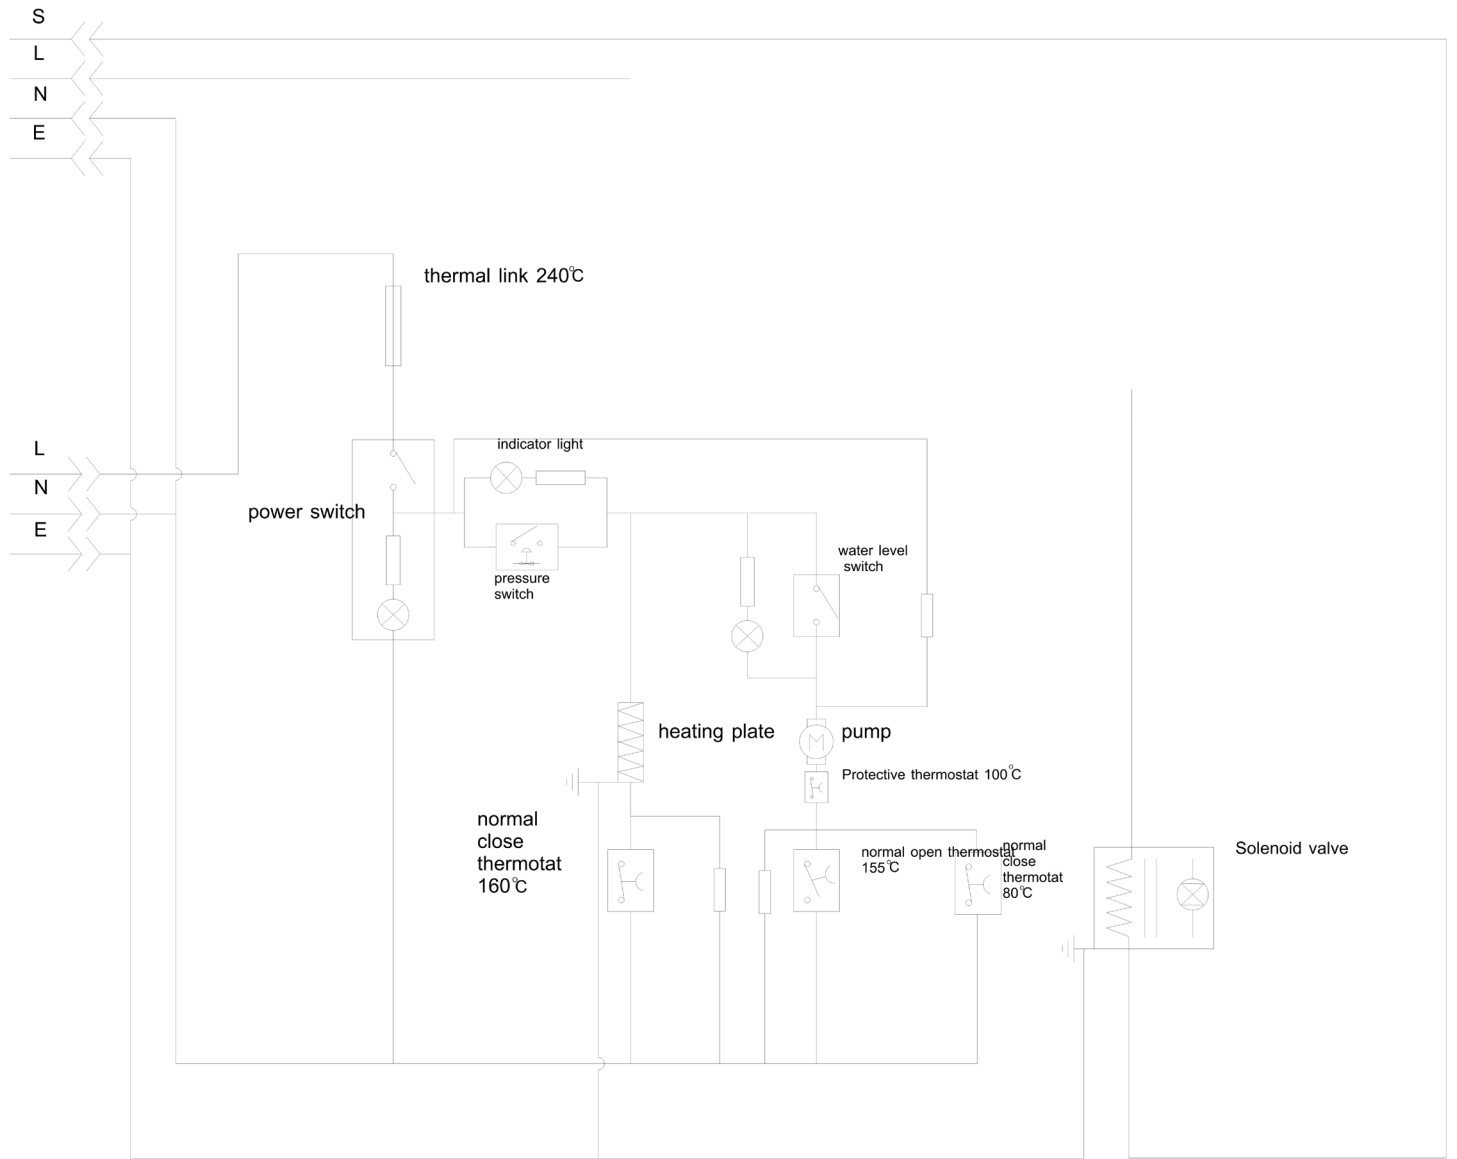 S
L
N
E
thermal link 240℃
indicator light
L
N
power switch
E
pressure
switch
water level
switch
heating plate
pump
Protective thermostat 100℃
normal
close
thermotat
160℃
normal open thermostat
155℃
normal
close
thermotat
80℃
Solenoid valve
M